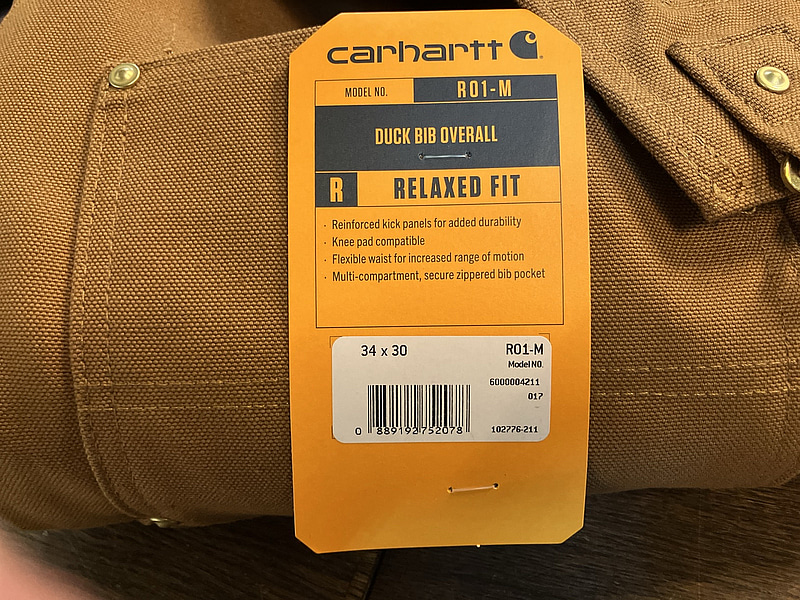 carhartt
MODEL NO. R01-M
DUCK BIB OVERALL
R RELAXED FIT
· Reinforced kick panels for added durability
· Knee pad compatible
· Flexible waist for increased range of motion
· Multi-compartment, secure zippered bib pocket
34 x 30 R01-M
Model NO.
6000004211
017
0 889192752078
102776-211